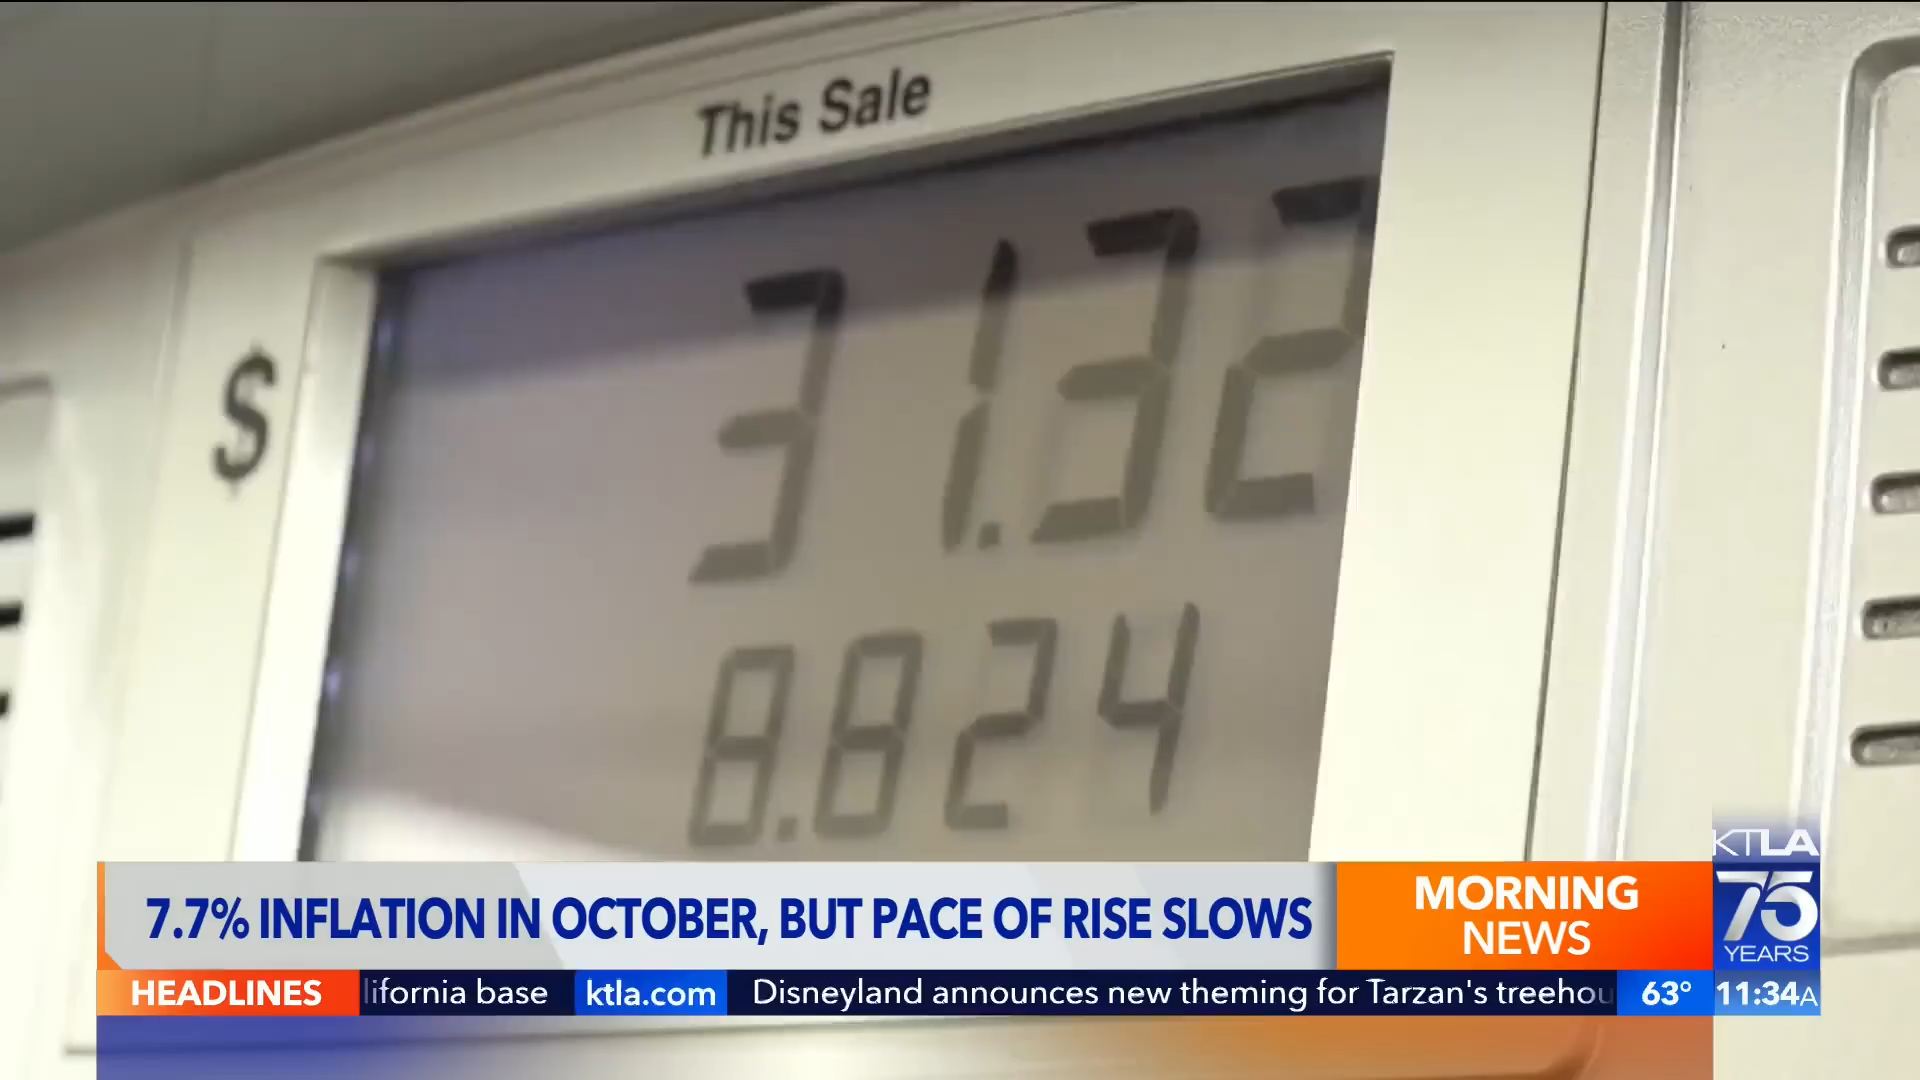 This Sale
$
31.32
8.824
KTLA
75
YEARS
7.7% INFLATION IN OCTOBER, BUT PACE OF RISE SLOWS
MORNING
NEWS
HEADLINES
lifornia base
ktla.com
Disneyland announces new theming for Tarzan's treehou
63°
11:34A